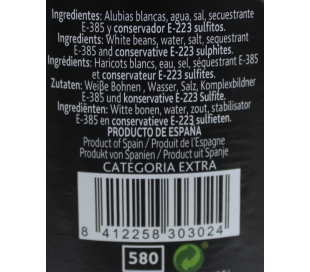 Ingredientes: Alubias blancas, agua, sal, secuestrante
E-385 y conservador E-223 sulfitos.
Ingredients: White beans, water, salt, sequestrant
E-385 and conservative E-223 sulphites.
Ingrédients: Haricots blancs, eau, sel, séquestrant E-385
et conservateur E-223 sulfites.
Zutaten: Weiße Bohnen , Wasser, Salz, Komplexbildner
E-385 und konservative E-223 Sulfite.
Ingrediënten: Witte bonen, water, zout, stabilisator
E-385, en conservatieve E-223 sulfieten.
PRODUCTO DE ESPAÑA
Product of Spain / Produit de l'Espagne
Produkt von Spanien / Product uit Spanje
CATEGORIA EXTRA
8 412258 303024
580